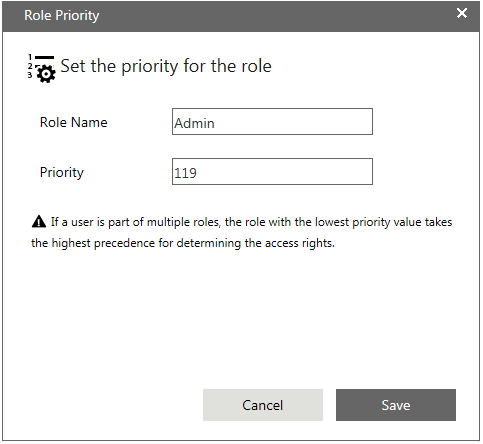 Role Priority
1
2
3
Set the priority for the role
Role Name
Admin
Priority
119
If a user is part of multiple roles, the role with the lowest priority value takes
the highest precedence for determining the access rights.
Cancel
Save